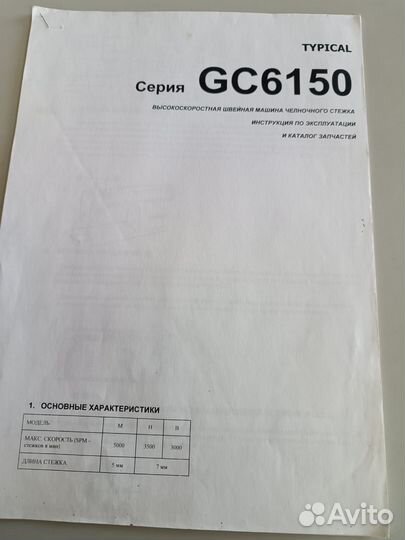 TYPICAL
Серия GC6150
ВЫСОКОСКОРОСТНАЯ ШВЕЙНАЯ МАШИНА ЧЕЛНОЧНОГО СТЕЖКА
ИНСТРУКЦИЯ ПО ЭКСПЛУАТАЦИИ
И КАТАЛОГ ЗАПЧАСТЕЙ
1. ОСНОВНЫЕ ХАРАКТЕРИСТИКИ
МОДЕЛЬ М Н В
МАКС. СКОРОСТЬ (SPM – стежков в мин) 5000 3500 3000
ДЛИНА СТЕЖКА 5 мм 7 мм
Avito